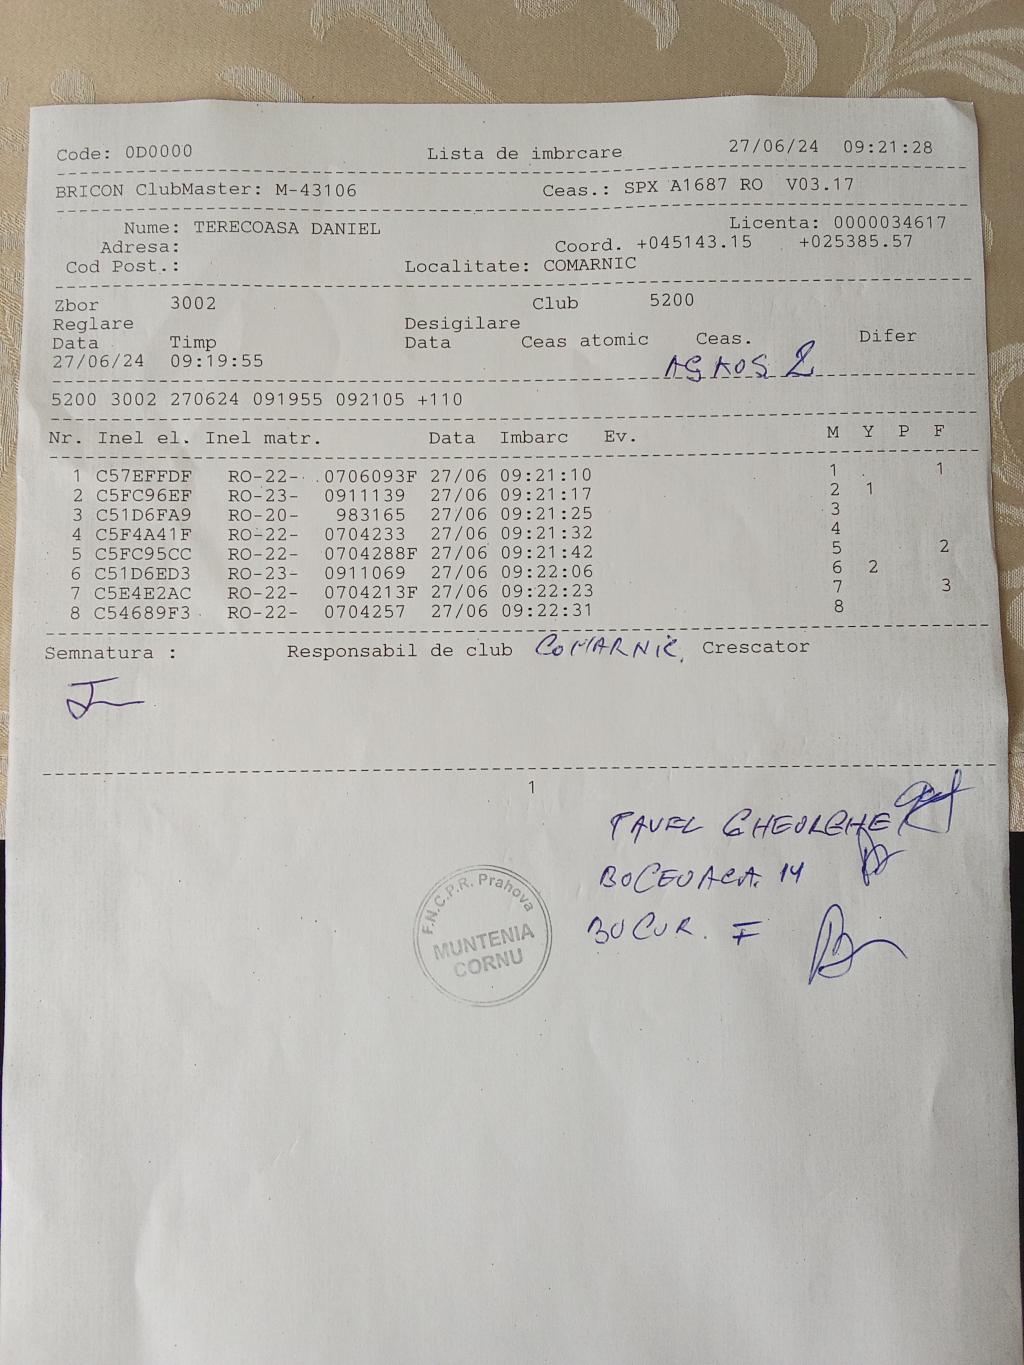 Code: 0D0000 Lista de imbrcare 27/06/24 09:21:28
BRICON ClubMaster: M-43106 Ceas.: SPX A1687 RO V03.17
Nume: TERECOASA DANIEL Licenta: 0000034617
Adresa: Coord. +045143.15 +025385.57
Cod Post.: Localitate: COMARNIC
Zbor 3002 Club 5200
Reglare Desigilare
Data Timp Data Ceas atomic Ceas. Difer
27/06/24 09:19:55
2
5200 3002 270624 091955 092105 +110
Nr. Inel el. Inel matr. Data Imbarc Ev. M Y P F
1 C57EFFDF RO-22- 0706093F 27/06 09:21:10 1 1
2 C5FC96EF RO-23- 0911139 27/06 09:21:17 2 1
3 C51D6FA9 RO-20- 983165 27/06 09:21:25 3
4 C5F4A41F RO-22- 0704233 27/06 09:21:32 4
5 C5FC95CC RO-22- 0704288F 27/06 09:21:42 5 2
6 C51D6ED3 RO-23- 0911069 27/06 09:22:06 6 2
7 C5E4E2AC RO-22- 0704213F 27/06 09:22:23 7 3
8 C54689F3 RO-22- 0704257 27/06 09:22:31 8
Semnatura : Responsabil de club COMARNIC, Crescator
1
PAVEL GHEORGHE
14
BUCUR. F
F.N.C.P.R. Prahova
MUNTENIA
CORNU